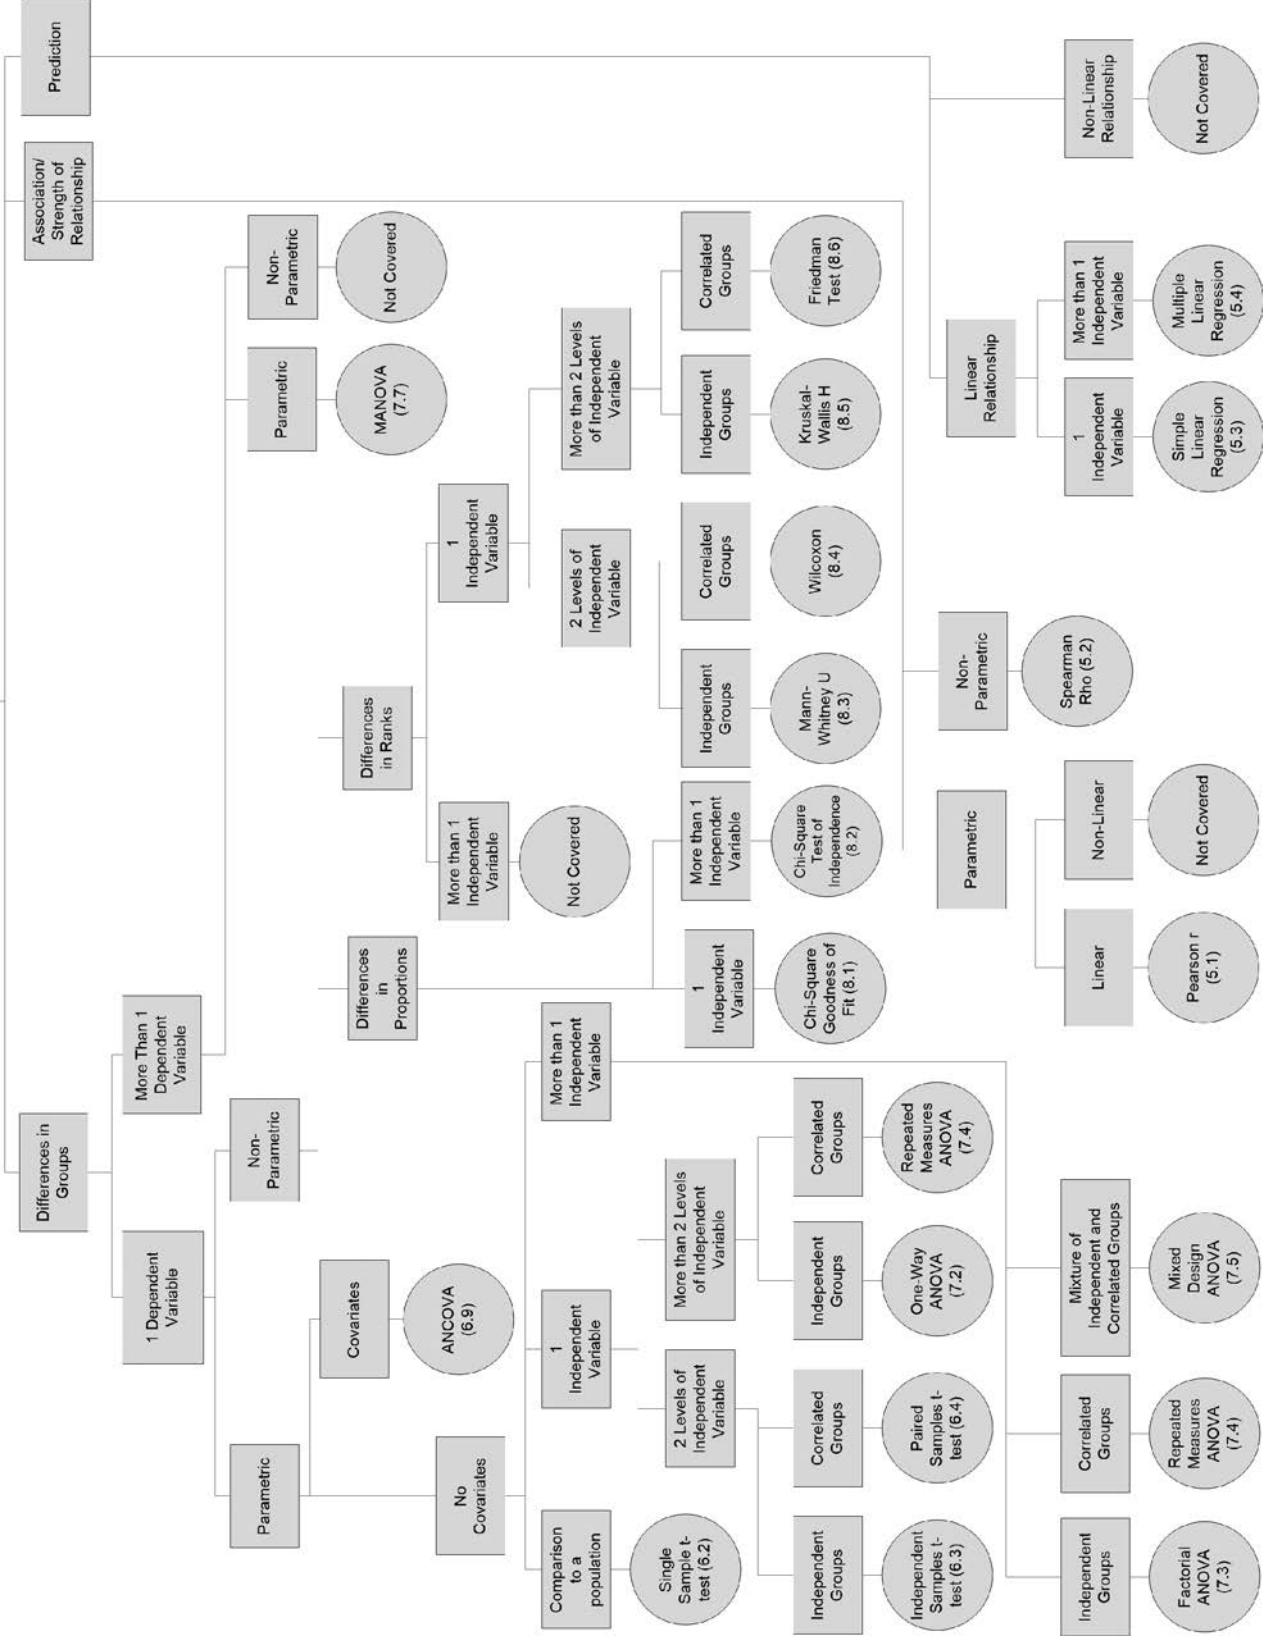 Differences in
Groups
Association/
Strength of
Relationship
Prediction
1 Dependent
Variable
More Than 1
Dependent
Variable
Parametric
Non-
Parametric
Parametric
Non-
Parametric
MANOVA
(7.7)
Not Covered
Covariates
ANCOVA
(6.9)
Differences
in
Proportions
Differences
in Ranks
No
Covariates
More than 1
Independent
Variable
Not Covered
1
Independent
Variable
Comparison
to a
population
Single
Sample t-
test (6.2)
1
Independent
Variable
More than 1
Independent
Variable
2 Levels of
Independent
Variable
More than 2 Levels
of Independent
Variable
2 Levels of
Independent
Variable
More than 2 Levels
of Independent
Variable
1
Independent
Variable
Chi-Square
Goodness of
Fit (8.1)
More than 1
Independent
Variable
Chi-Square
Test of
Independence
(8.2)
Independent
Groups
Mann-
Whitney U
(8.3)
Correlated
Groups
Wilcoxon
(8.4)
Independent
Groups
Kruskal-
Wallis H
(8.5)
Correlated
Groups
Friedman
Test (8.6)
Independent
Groups
Independent
Samples t-
test (6.3)
Correlated
Groups
Paired
Samples t-
test (6.4)
Independent
Groups
One-Way
ANOVA
(7.2)
Correlated
Groups
Repeated
Measures
ANOVA
(7.4)
Parametric
Non-
Parametric
Spearman
Rho (5.2)
Linear
Relationship
Independent
Groups
Factorial
ANOVA
(7.3)
Correlated
Groups
Repeated
Measures
ANOVA
(7.4)
Mixture of
Independent and
Correlated Groups
Mixed
Design
ANOVA
(7.5)
Linear
Pearson r
(5.1)
Non-Linear
Not Covered
1
Independent
Variable
Simple
Linear
Regression
(5.3)
More than 1
Independent
Variable
Multiple
Linear
Regression
(5.4)
Non-Linear
Relationship
Not Covered